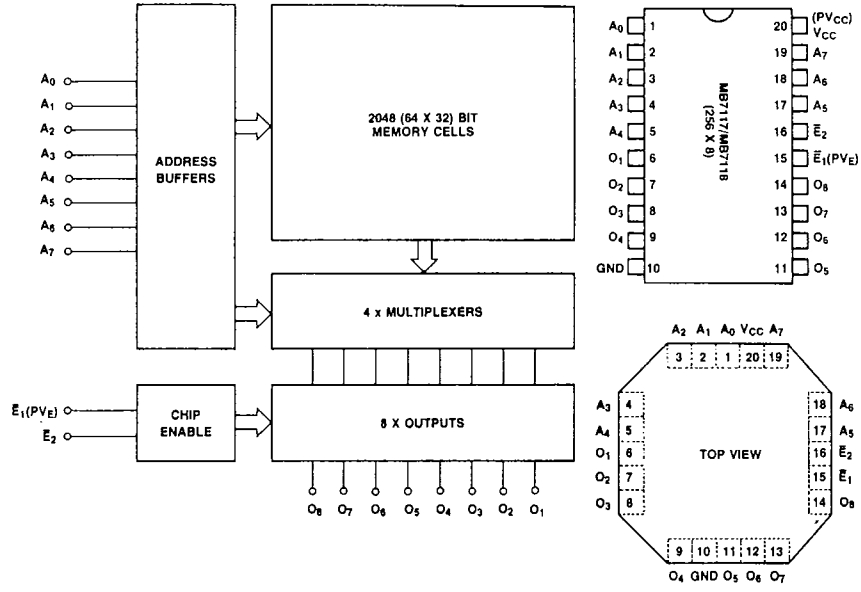 A0
A1
A2
A3
A4
A5
A6
A7
ADDRESS
BUFFERS
2048 (64 X 32) BIT
MEMORY CELLS
4 x MULTIPLEXERS
Ē1(PVE)
Ē2
CHIP
ENABLE
8 X OUTPUTS
O8 O7 O6 O5 O4 O3 O2 O1
MB7117/MB7118
(256 X 8)
A0 1 20 (PVCC) VCC
A1 2 19 A7
A2 3 18 A6
A3 4 17 A5
A4 5 16 Ē2
O1 6 15 Ē1(PVE)
O2 7 14 O8
O3 8 13 O7
O4 9 12 O6
GND 10 11 O5
A2 A1 A0 VCC A7
3 2 1 20 19
A3 4 18 A6
A4 5 17 A5
O1 6 TOP VIEW 16 Ē2
O2 7 15 Ē1
O3 8 14 O8
9 10 11 12 13
O4 GND O5 O6 O7